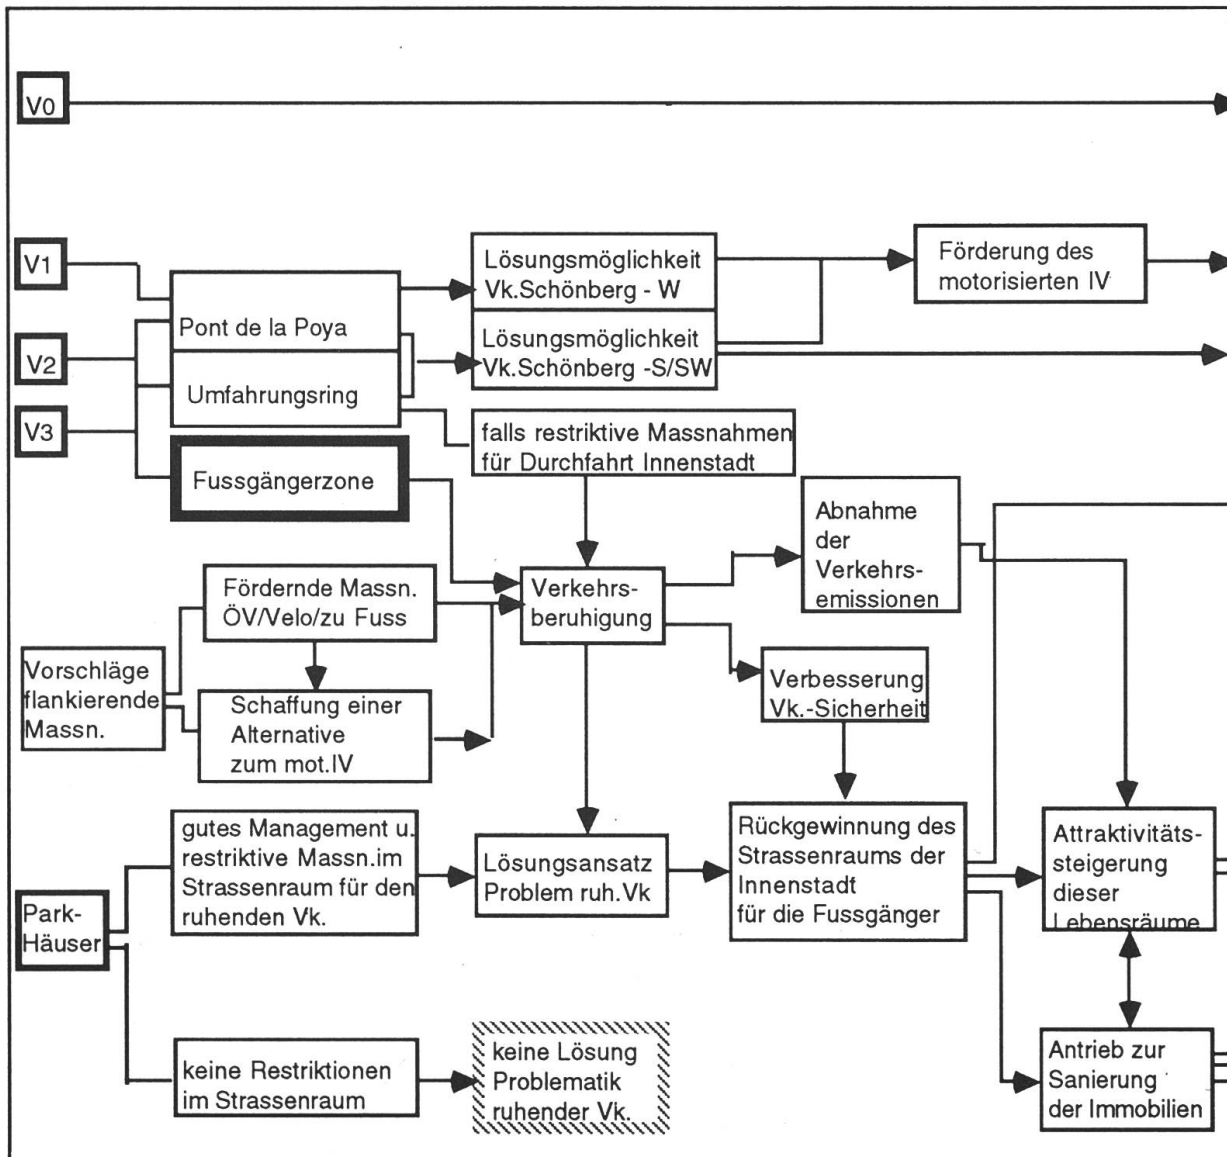 V0
V1
V2
V3
Pont de la Poya
Umfahrungsring
Fussgängerzone
Lösungsmöglichkeit
Vk.Schönberg - W
Lösungsmöglichkeit
Vk.Schönberg -S/SW
Förderung des
motorisierten IV
falls restriktive Massnahmen
für Durchfahrt Innenstadt
Abnahme
der
Verkehrs-
emissionen
Fördernde Massn.
ÖV/Velo/zu Fuss
Verkehrs-
beruhigung
Vorschläge
flankierende
Massn.
Schaffung einer
Alternative
zum mot.IV
Verbesserung
Vk.-Sicherheit
gutes Management u.
restriktive Massn.im
Strassenraum für den
ruhenden Vk.
Lösungsansatz
Problem ruh.Vk
Rückgewinnung des
Strassenraums der
Innenstadt
für die Fussgänger
Attraktivitäts-
steigerung
dieser
Lebensräume
Park-
Häuser
keine Restriktionen
im Strassenraum
keine Lösung
Problematik
ruhender Vk.
Antrieb zur
Sanierung
der Immobilien